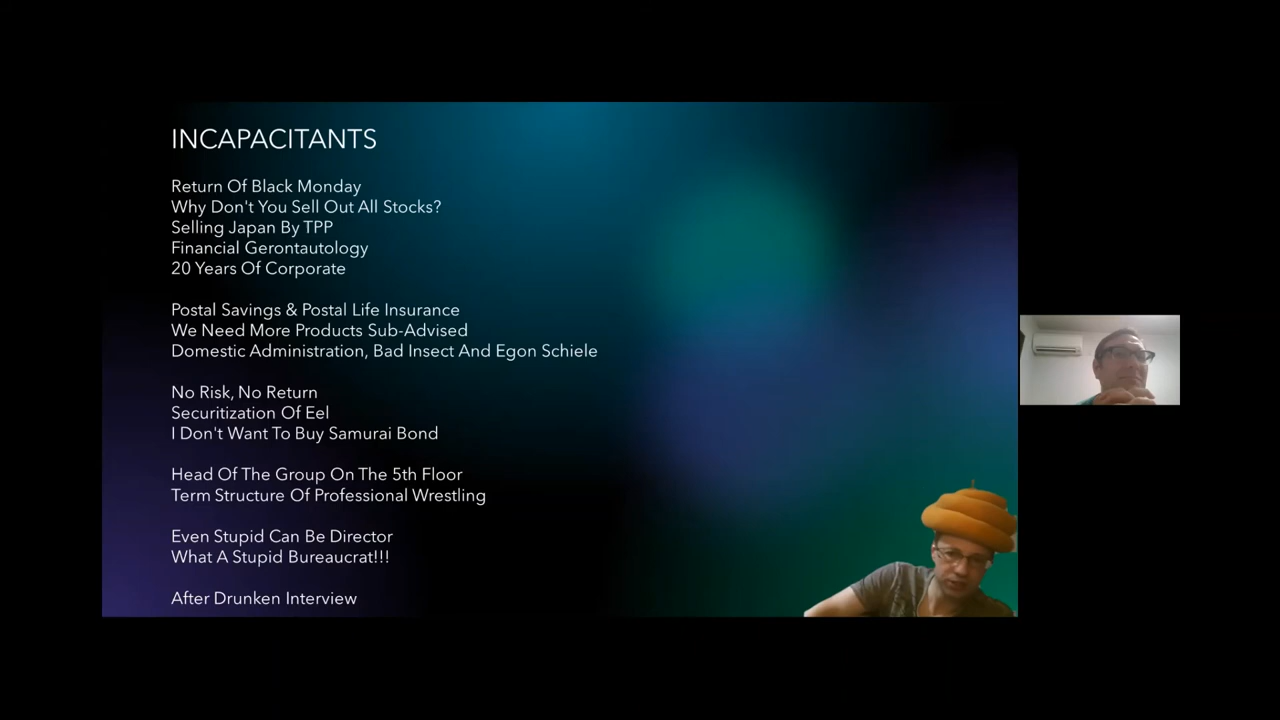 INCAPACITANTS
Return Of Black Monday
Why Don't You Sell Out All Stocks?
Selling Japan By TPP
Financial Gerontautology
20 Years Of Corporate
Postal Savings & Postal Life Insurance
We Need More Products Sub-Advised
Domestic Administration, Bad Insect And Egon Schiele
No Risk, No Return
Securitization Of Eel
I Don't Want To Buy Samurai Bond
Head Of The Group On The 5th Floor
Term Structure Of Professional Wrestling
Even Stupid Can Be Director
What A Stupid Bureaucrat!!!
After Drunken Interview